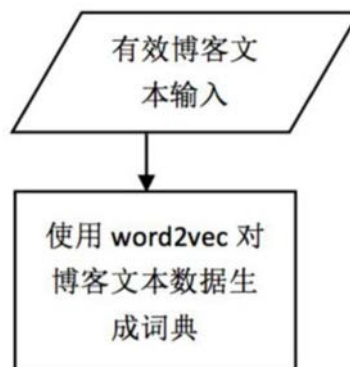 有效博客文
本输入
使用 word2vec 对
博客文本数据生
成词典